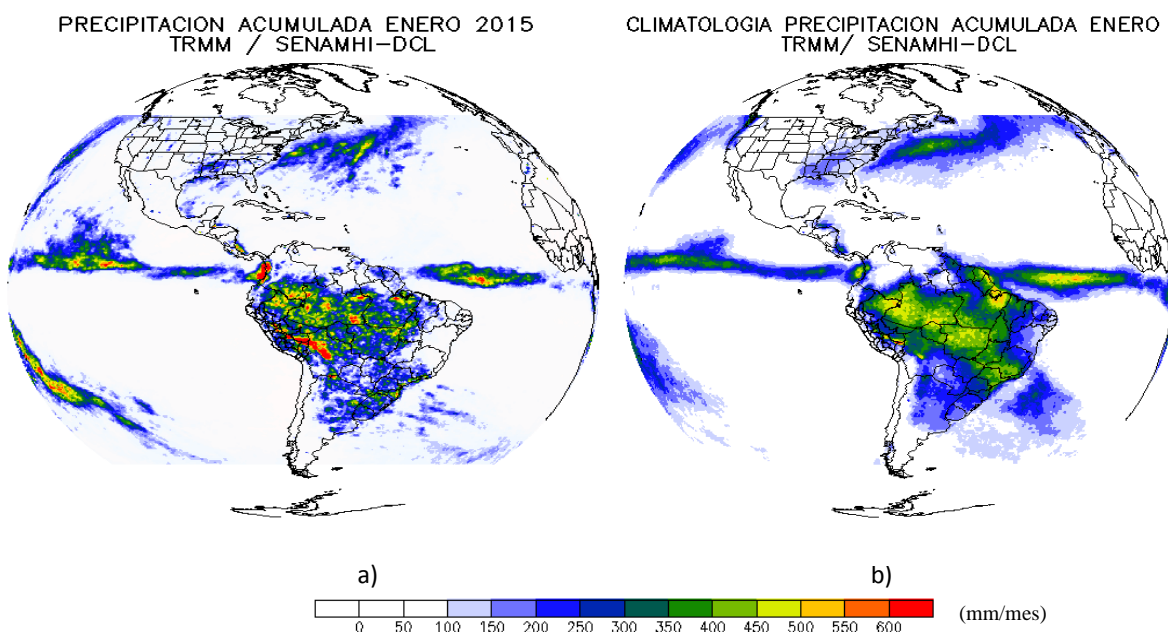 PRECIPITACION ACUMULADA ENERO 2015
TRMM / SENAMHI-DCL
CLIMATOLOGIA PRECIPITACION ACUMULADA ENERO
TRMM/ SENAMHI-DCL
a)
b)
0 50 100 150 200 250 300 350 400 450 500 550 600
(mm/mes)